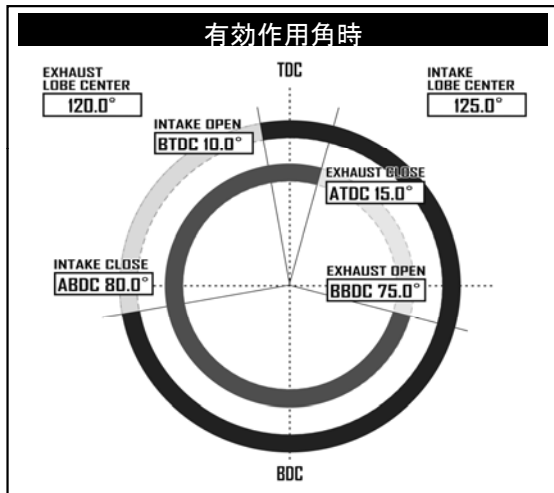 有効作用角時
TDC
EXHAUST
LOBE CENTER
120.0°
INTAKE
LOBE CENTER
125.0°
INTAKE OPEN
BTDC 10.0°
EXHAUST CLOSE
ATDC 15.0°
INTAKE CLOSE
ABDC 80.0°
EXHAUST OPEN
BBDC 75.0°
BDC